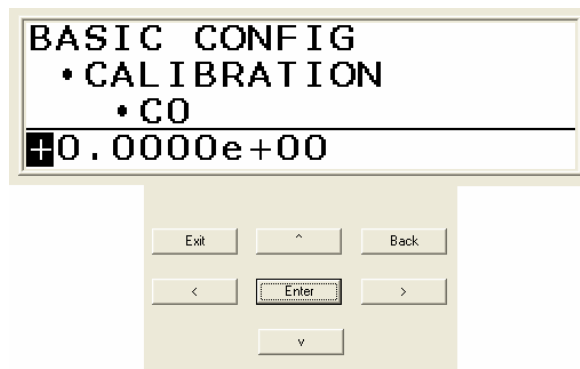 BASIC CONFIG
•CALIBRATION
•C0
+0.0000e+00
Exit
^
Back
<
Enter
>
v